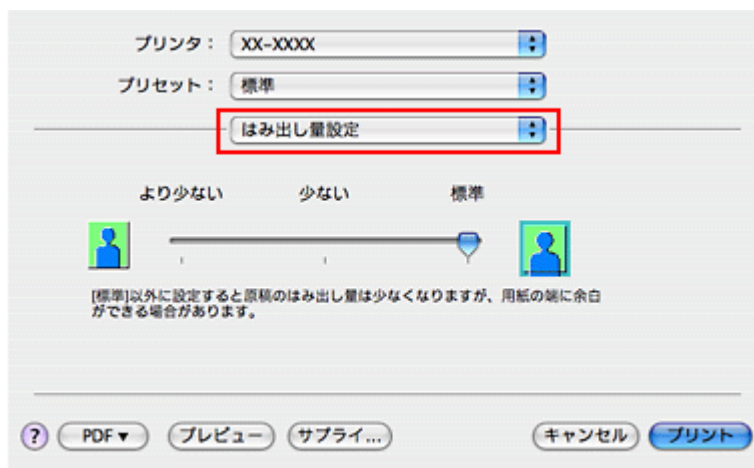 プリンタ： XX-XXXX
プリセット： 標準
はみ出し量設定
より少ない 少ない 標準
[標準]以外に設定すると原稿のはみ出し量は少なくなりますが、用紙の端に余白
ができる場合があります。
? PDF▼ プレビュー サプライ... キャンセル プリント